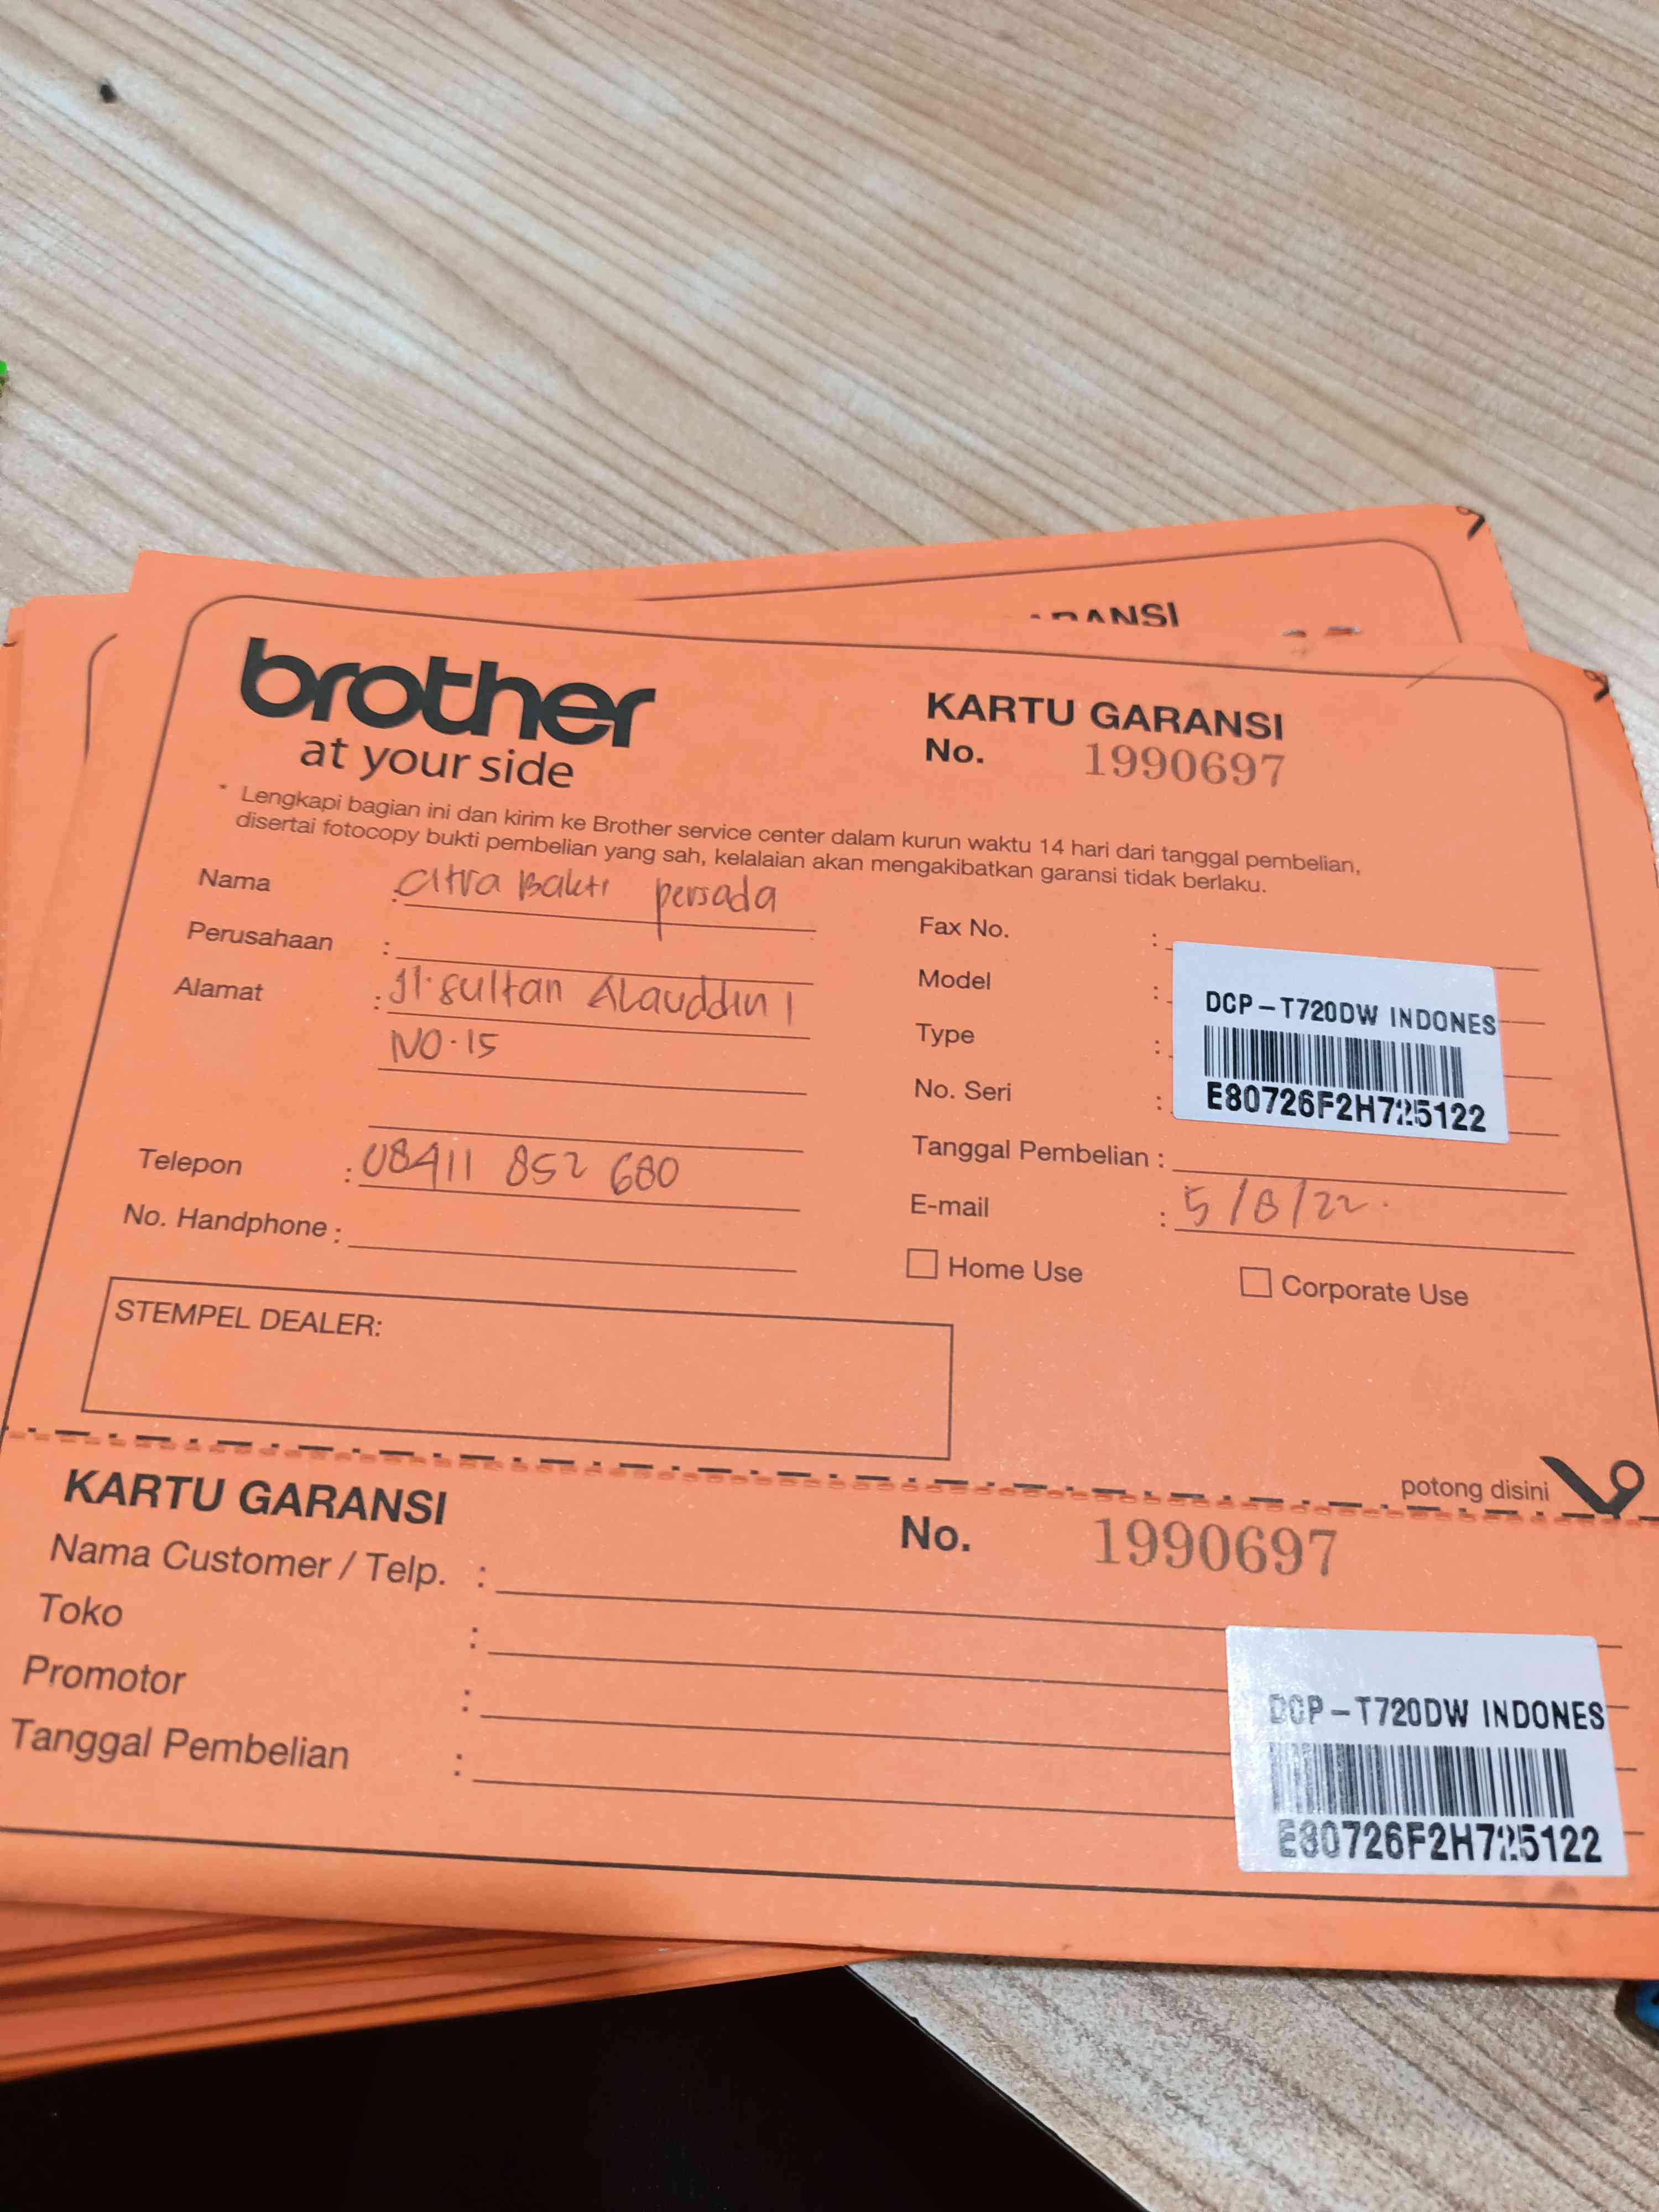 ARANSI
brother
at your side
KARTU GARANSI
No. 1990697
* Lengkapi bagian ini dan kirim ke Brother service center dalam kurun waktu 14 hari dari tanggal pembelian,
disertai fotocopy bukti pembelian yang sah, kelalaian akan mengakibatkan garansi tidak berlaku.
Nama : Citra Bakti persada
Perusahaan :
Alamat : Jl. Sultan Alauddin 1
NO. 15
Telepon : 08411 852 680
No. Handphone :
Fax No. :
Model :
Type :
No. Seri :
DCP-T720DW INDONES
E80726F2H725122
Tanggal Pembelian :
E-mail : 5/8/22.
Home Use
Corporate Use
STEMPEL DEALER:
potong disini
KARTU GARANSI
No. 1990697
Nama Customer / Telp. :
Toko :
Promotor :
Tanggal Pembelian :
DCP-T720DW INDONES
E80726F2H725122